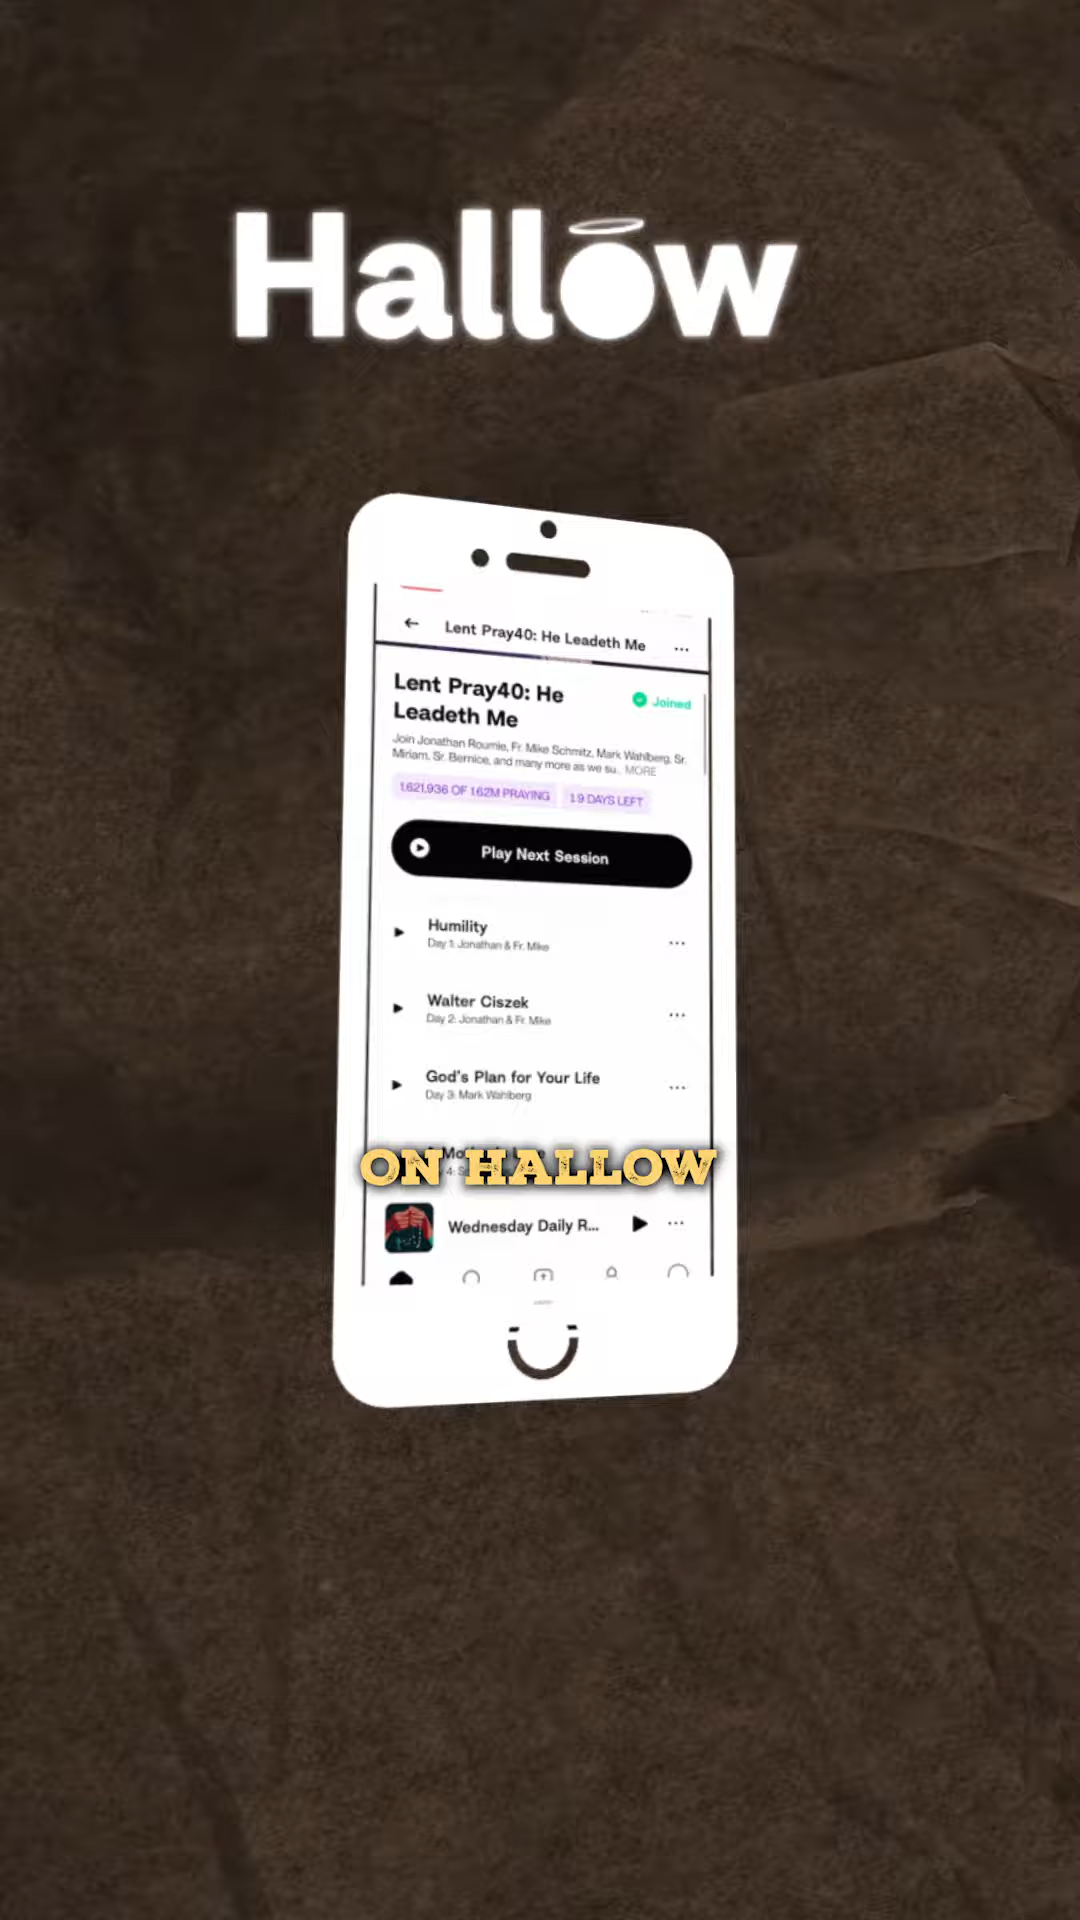 Hallow
Lent Pray40: He Leadeth Me
Lent Pray40: He
Leadeth Me
Joined
Join Jonathan Roumie, Fr. Mike Schmitz, Mark Wahlberg, Sr.
Miriam, Sr. Bernice, and many more as we su... MORE
1,621,936 OF 1.62M PRAYING
19 DAYS LEFT
Play Next Session
Humility
Day 1: Jonathan & Fr. Mike
Walter Ciszek
Day 2: Jonathan & Fr. Mike
God's Plan for Your Life
Day 3: Mark Wahlberg
ON HALLOW
Wednesday Daily R...